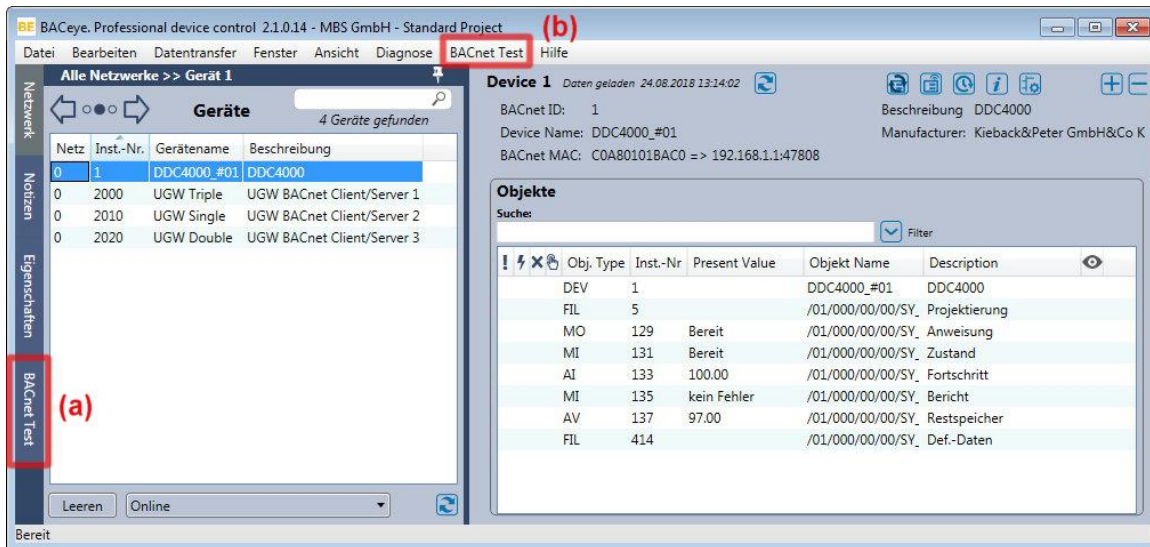 BE BACeye. Professional device control 2.1.0.14 - MBS GmbH - Standard Project
(b)
Datei Bearbeiten Datentransfer Fenster Ansicht Diagnose BACnet Test Hilfe
Netzwerk
Notizen
Eigenschaften
BACnet Test
(a)
Alle Netzwerke >> Gerät 1
Geräte
4 Geräte gefunden
Netz Inst.-Nr. Gerätename Beschreibung
0 1 DDC4000_#01 DDC4000
0 2000 UGW Triple UGW BACnet Client/Server 1
0 2010 UGW Single UGW BACnet Client/Server 2
0 2020 UGW Double UGW BACnet Client/Server 3
Leeren Online
Device 1 Daten geladen 24.08.2018 13:14:02
BACnet ID: 1 Beschreibung DDC4000
Device Name: DDC4000_#01 Manufacturer: Kieback&Peter GmbH&Co K
BACnet MAC: C0A80101BAC0 => 192.168.1.1:47808
Objekte
Suche:
Filter
Obj. Type Inst.-Nr Present Value Objekt Name Description
DEV 1 DDC4000_#01 DDC4000
FIL 5 /01/000/00/00/SY_ Projektierung
MO 129 Bereit /01/000/00/00/SY_ Anweisung
MI 131 Bereit /01/000/00/00/SY_ Zustand
AI 133 100.00 /01/000/00/00/SY_ Fortschritt
MI 135 kein Fehler /01/000/00/00/SY_ Bericht
AV 137 97.00 /01/000/00/00/SY_ Restspeicher
FIL 414 /01/000/00/00/SY_ Def.-Daten
Bereit